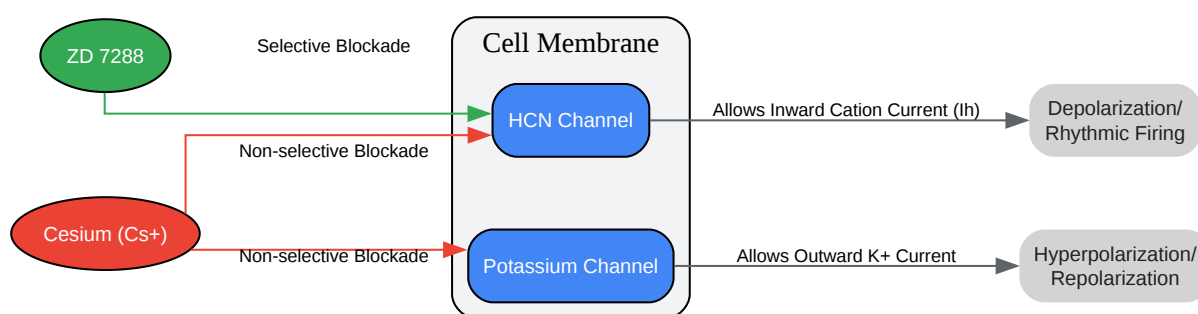 ZD 7288
Selective Blockade
Cell Membrane
HCN Channel
Allows Inward Cation Current (Ih)
Depolarization/
Rhythmic Firing
Non-selective Blockade
Cesium (Cs+)
Non-selective Blockade
Potassium Channel
Allows Outward K+ Current
Hyperpolarization/
Repolarization